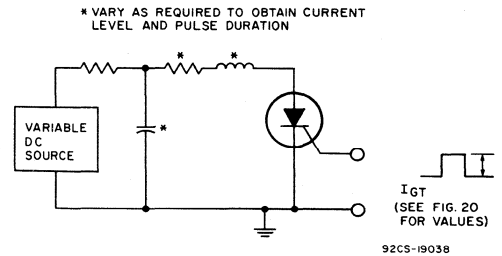 * VARY AS REQUIRED TO OBTAIN CURRENT
LEVEL AND PULSE DURATION
*
*
*
VARIABLE
DC
SOURCE
IGT
(SEE FIG. 20
FOR VALUES)
92CS-19038